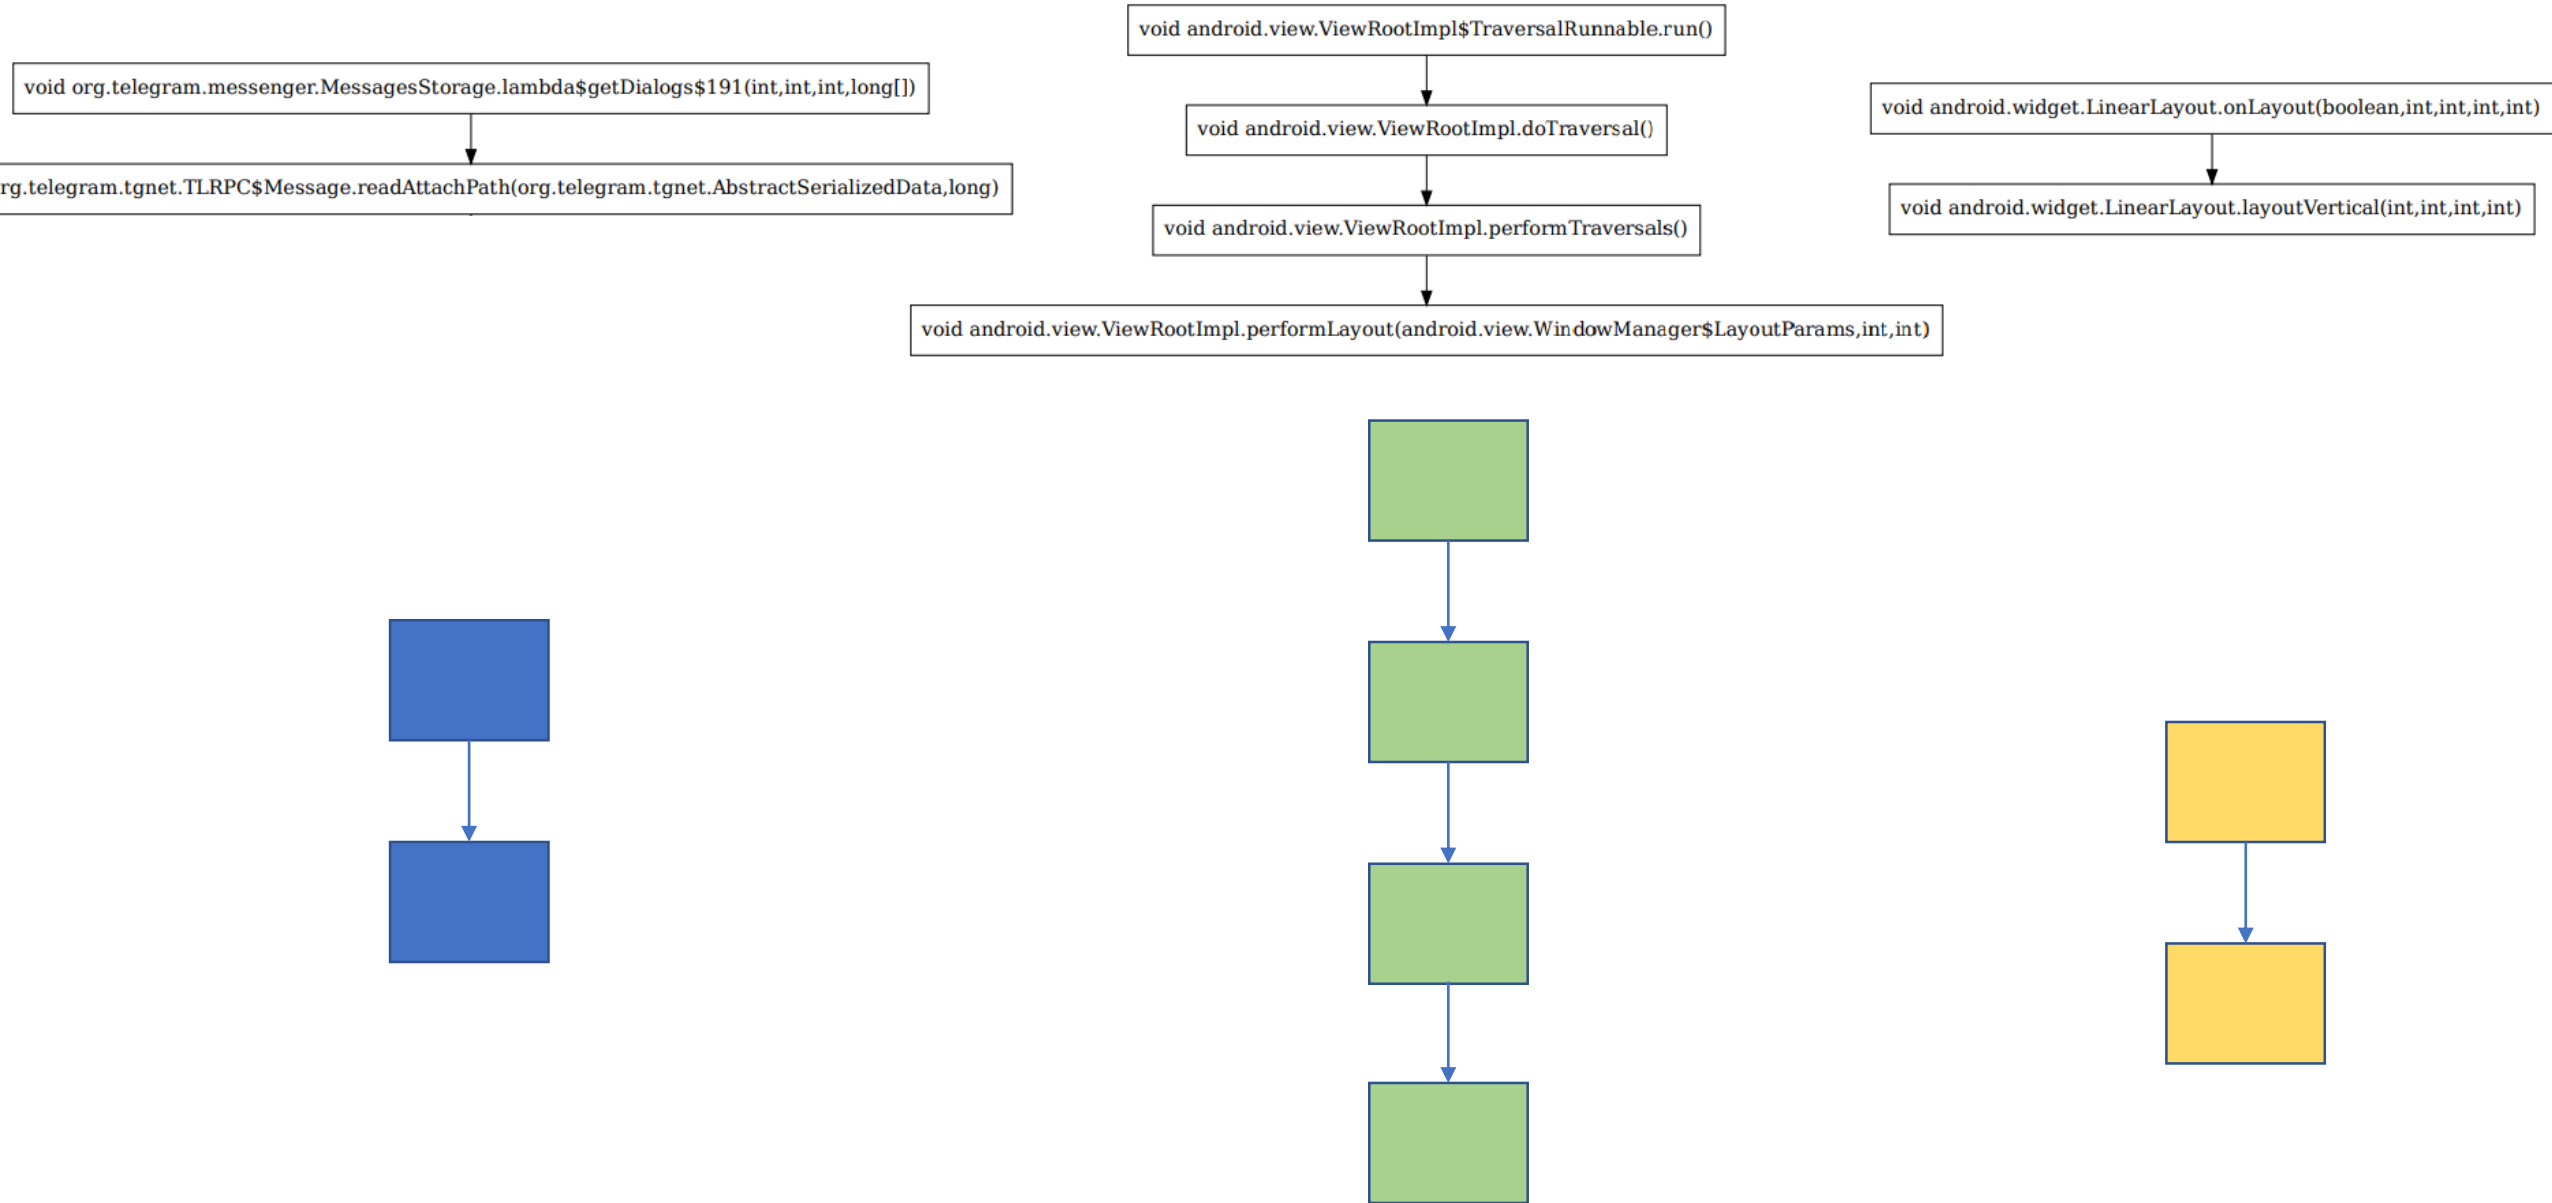 void org.telegram.messenger.MessagesStorage.lambda$getDialogs$191(int,int,int,long[])
rg.telegram.tgnet.TLRPC$Message.readAttachPath(org.telegram.tgnet.AbstractSerializedData,long)
void android.view.ViewRootImpl$TraversalRunnable.run()
void android.view.ViewRootImpl.doTraversal()
void android.view.ViewRootImpl.performTraversals()
void android.view.ViewRootImpl.performLayout(android.view.WindowManager$LayoutParams,int,int)
void android.widget.LinearLayout.onLayout(boolean,int,int,int,int)
void android.widget.LinearLayout.layoutVertical(int,int,int,int)